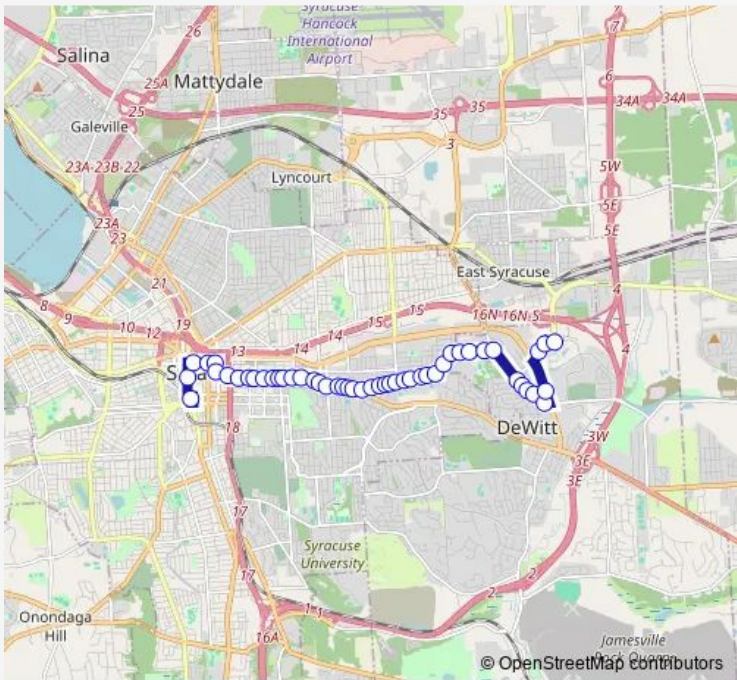 Syracuse
Hancock
International
Airport
7
7
26
Salina
6
25A
Mattydale
34A
34A
25
35
35
Galeville
3
23A-23B-22
5W
Lyncourt
5E
23A
5E
23
East Syracuse
21
4
8
9
10
12
19
13
14
14
15
15
16N
16N-5
4
DeWitt
18
3W
3E
3E
17
Syracuse
University
2
2
17
1
1
Onondaga
Hill
16A
Jamesville
© OpenStreetMap contributors